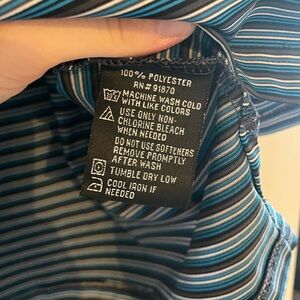 100% POLYESTER
RN# 91870
MACHINE WASH COLD
WITH LIKE COLORS
USE ONLY NON-
CHLORINE BLEACH
WHEN NEEDED
DO NOT USE SOFTENERS
REMOVE PROMPTLY
AFTER WASH
TUMBLE DRY LOW
COOL IRON IF
NEEDED